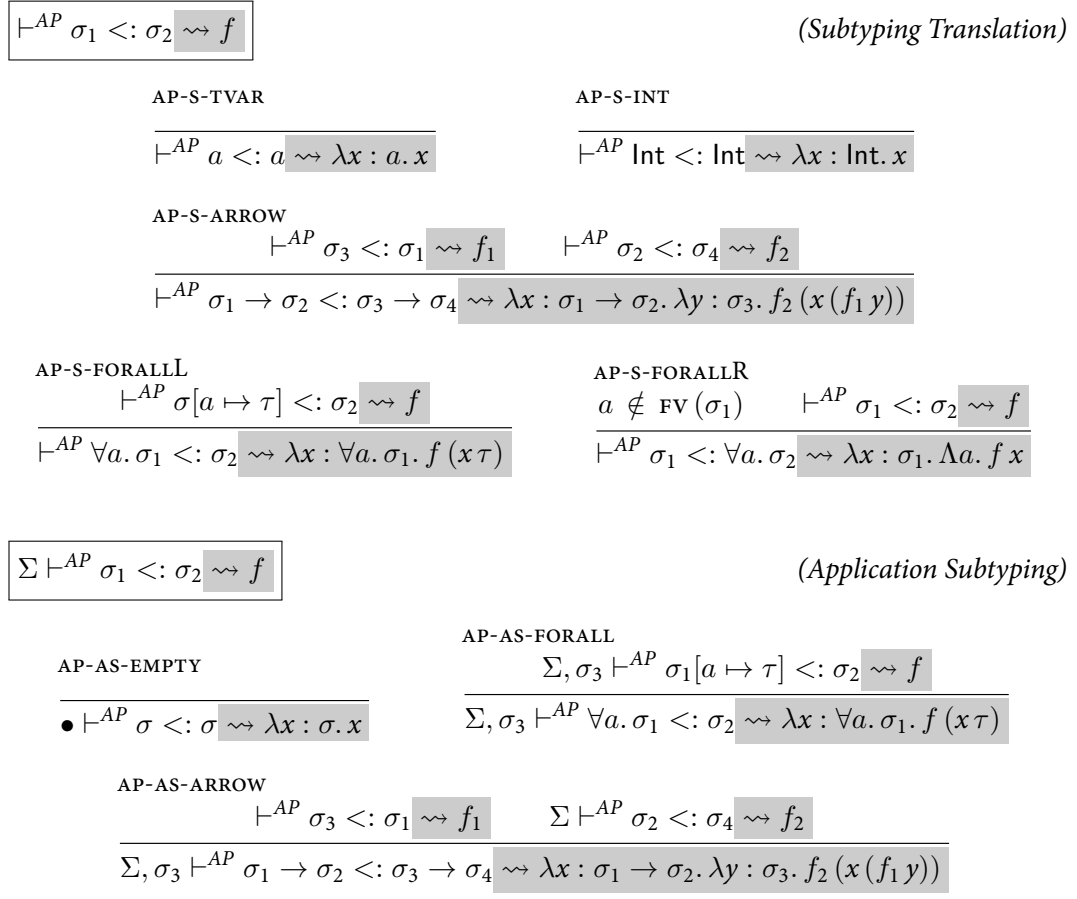 ⊢^AP σ₁ <: σ₂ ⇝ f (Subtyping Translation)
AP-S-TVAR AP-S-INT
⊢^AP a <: a ⇝ λx : a. x ⊢^AP Int <: Int ⇝ λx : Int. x
AP-S-ARROW
⊢^AP σ₃ <: σ₁ ⇝ f₁ ⊢^AP σ₂ <: σ₄ ⇝ f₂
⊢^AP σ₁ → σ₂ <: σ₃ → σ₄ ⇝ λx : σ₁ → σ₂. λy : σ₃. f₂ (x (f₁ y))
AP-S-FORALLL AP-S-FORALLR
⊢^AP σ[a ↦ τ] <: σ₂ ⇝ f a ∉ FV (σ₁) ⊢^AP σ₁ <: σ₂ ⇝ f
⊢^AP ∀a. σ₁ <: σ₂ ⇝ λx : ∀a. σ₁. f (x τ) ⊢^AP σ₁ <: ∀a. σ₂ ⇝ λx : σ₁. Λa. f x
Σ ⊢^AP σ₁ <: σ₂ ⇝ f (Application Subtyping)
AP-AS-EMPTY AP-AS-FORALL
Σ, σ₃ ⊢^AP σ₁[a ↦ τ] <: σ₂ ⇝ f
• ⊢^AP σ <: σ ⇝ λx : σ. x Σ, σ₃ ⊢^AP ∀a. σ₁ <: σ₂ ⇝ λx : ∀a. σ₁. f (x τ)
AP-AS-ARROW
⊢^AP σ₃ <: σ₁ ⇝ f₁ Σ ⊢^AP σ₂ <: σ₄ ⇝ f₂
Σ, σ₃ ⊢^AP σ₁ → σ₂ <: σ₃ → σ₄ ⇝ λx : σ₁ → σ₂. λy : σ₃. f₂ (x (f₁ y))